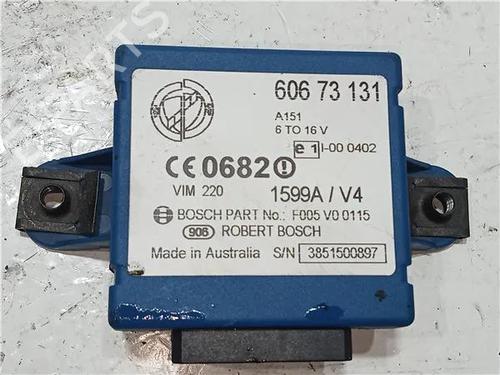 606 73 131
A151
6 TO 16 V
e1 I-00 0402
CE 0682
VIM 220 1599A / V4
BOSCH PART No.: F005 V0 0115
906 ROBERT BOSCH
Made in Australia S/N 3851500897